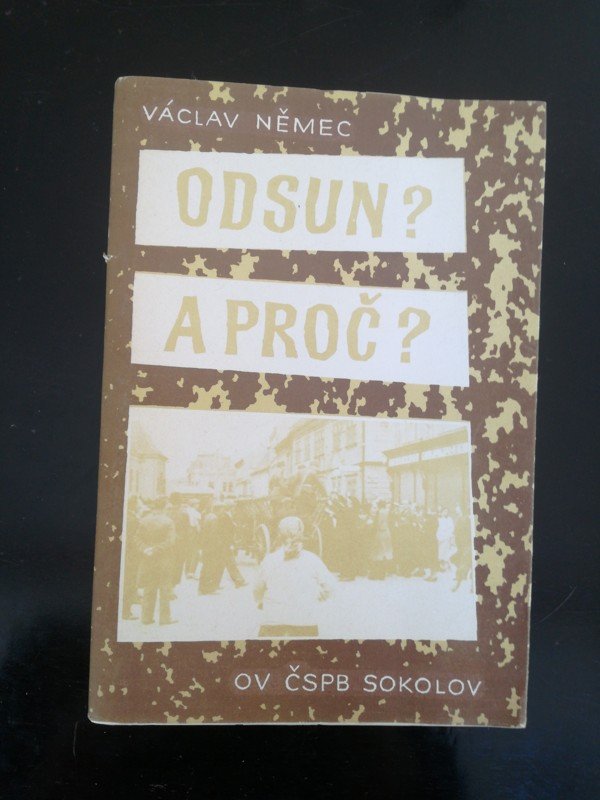 VÁCLAV NĚMEC
ODSUN?
A PROČ?
OV ČSPB SOKOLOV